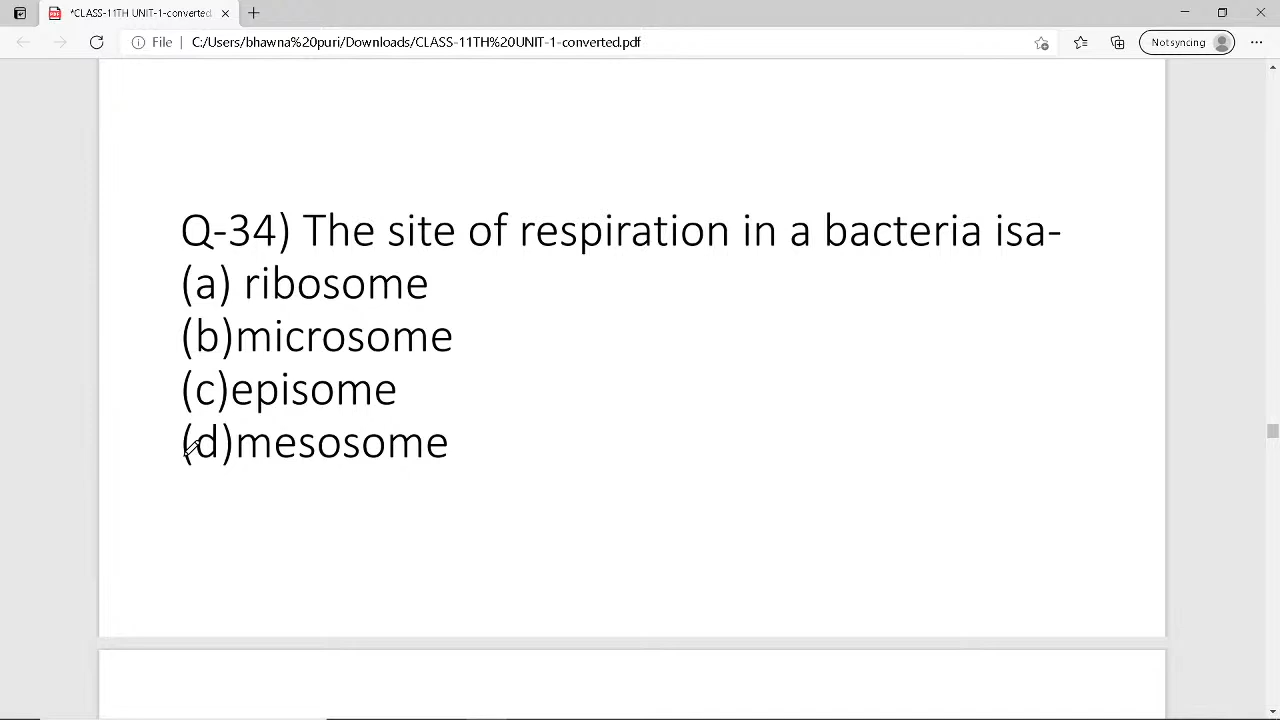 *CLASS-11TH UNIT-1-converted.
File
C:/Users/bhawna%20puri/Downloads/CLASS-11TH%20UNIT-1-converted.pdf
Not syncing
Q-34) The site of respiration in a bacteria isa-
(a) ribosome
(b)microsome
(c)episome
(d)mesosome